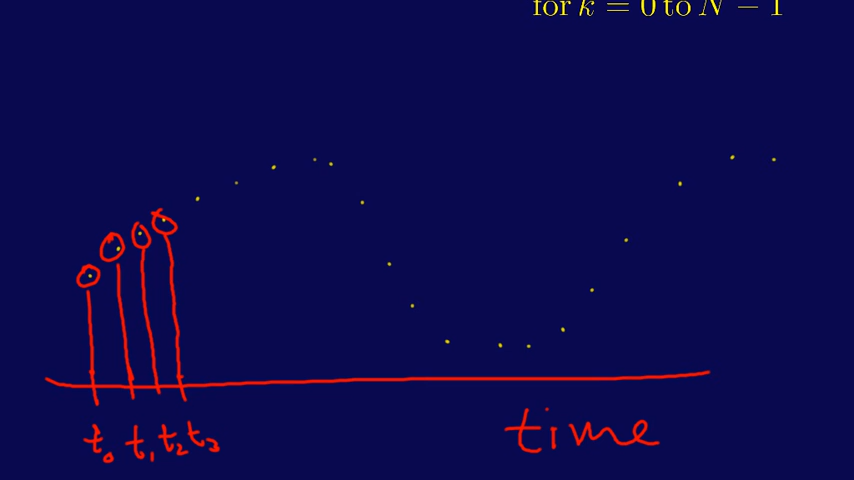 for k = 0 to N − 1
t₀ t₁ t₂ t₃
time